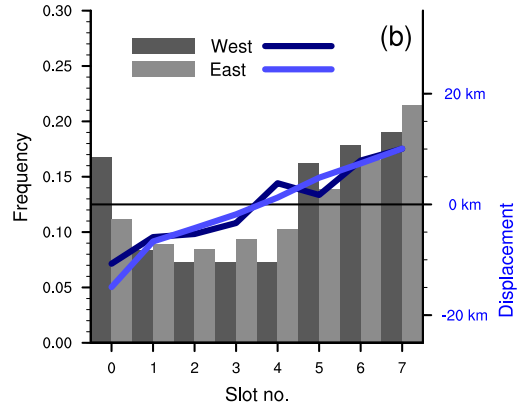 (b)
West
East
0.30
0.25
0.20
0.15
0.10
0.05
0.00
Frequency
20 km
0 km
-20 km
Displacement
0 1 2 3 4 5 6 7
Slot no.